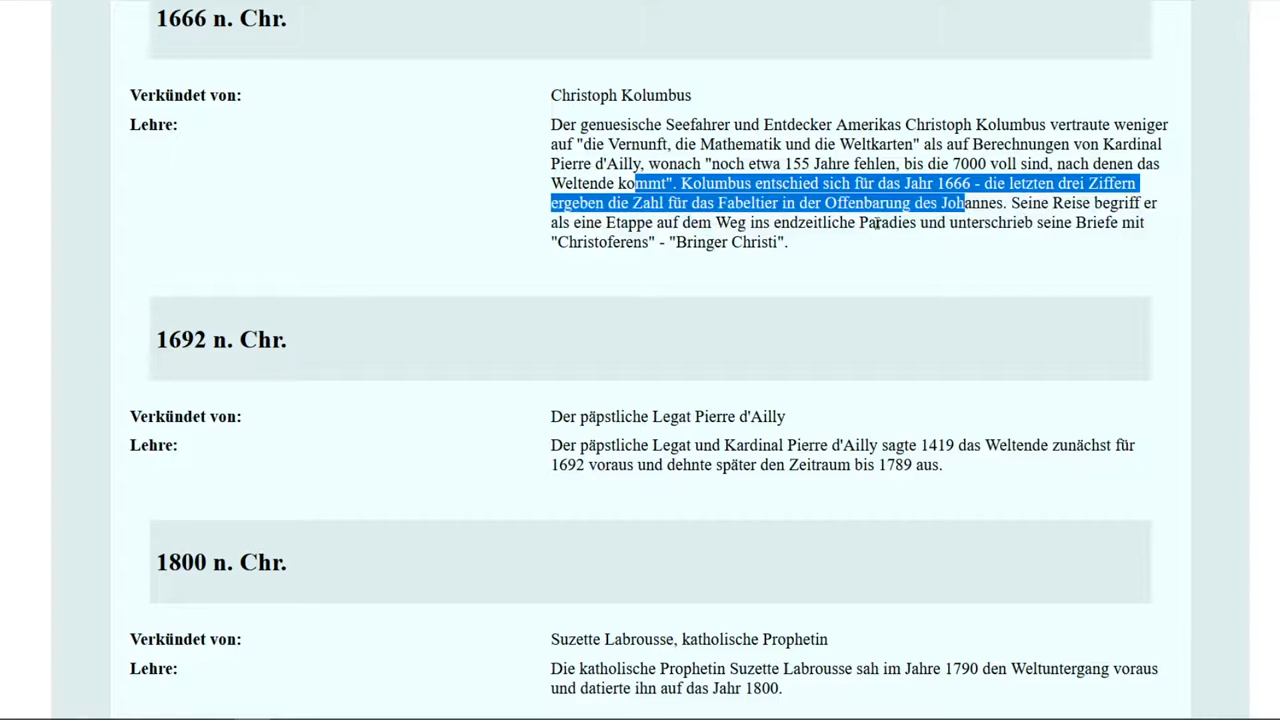 1666 n. Chr.
Verkündet von:
Christoph Kolumbus
Lehre:
Der genuesische Seefahrer und Entdecker Amerikas Christoph Kolumbus vertraute weniger
auf "die Vernunft, die Mathematik und die Weltkarten" als auf Berechnungen von Kardinal
Pierre d'Ailly, wonach "noch etwa 155 Jahre fehlen, bis die 7000 voll sind, nach denen das
Weltende kommt". Kolumbus entschied sich für das Jahr 1666 - die letzten drei Ziffern
ergeben die Zahl für das Fabeltier in der Offenbarung des Johannes. Seine Reise begriff er
als eine Etappe auf dem Weg ins endzeitliche Paradies und unterschrieb seine Briefe mit
"Christoferens" - "Bringer Christi".
1692 n. Chr.
Verkündet von:
Der päpstliche Legat Pierre d'Ailly
Lehre:
Der päpstliche Legat und Kardinal Pierre d'Ailly sagte 1419 das Weltende zunächst für
1692 voraus und dehnte später den Zeitraum bis 1789 aus.
1800 n. Chr.
Verkündet von:
Suzette Labrousse, katholische Prophetin
Lehre:
Die katholische Prophetin Suzette Labrousse sah im Jahre 1790 den Weltuntergang voraus
und datierte ihn auf das Jahr 1800.